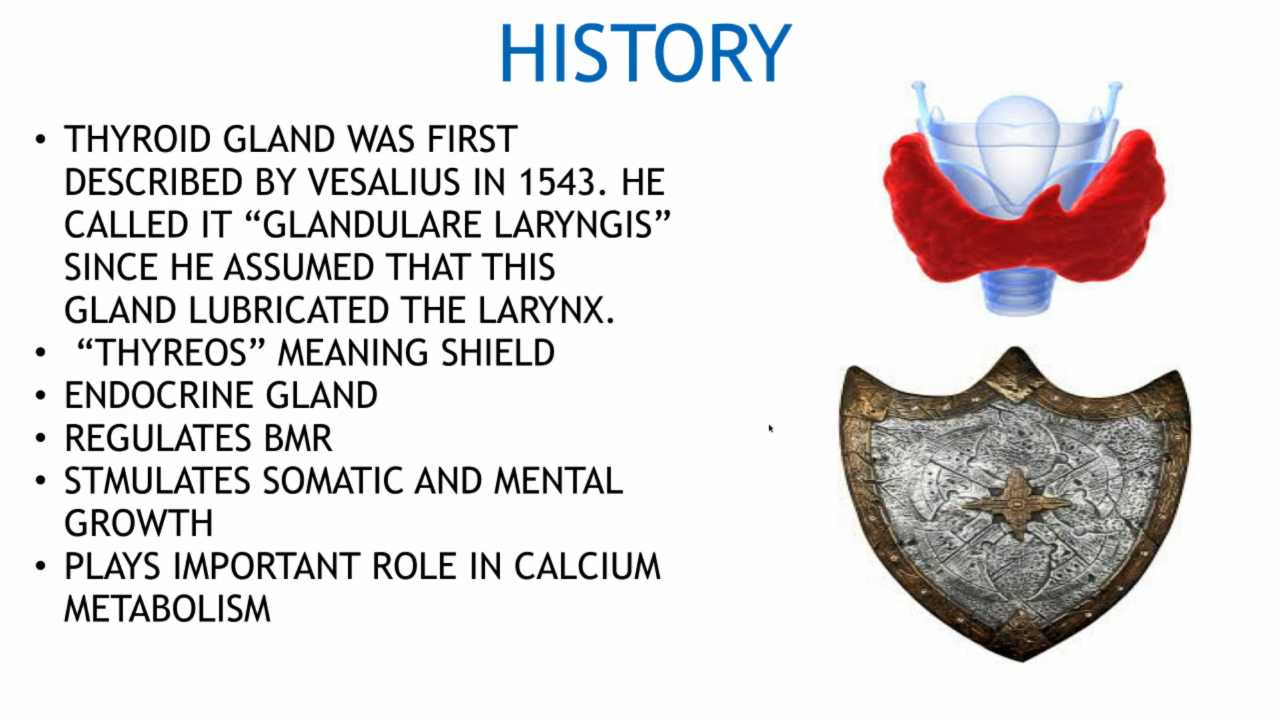 HISTORY
• THYROID GLAND WAS FIRST
DESCRIBED BY VESALIUS IN 1543. HE
CALLED IT “GLANDULARE LARYNGIS”
SINCE HE ASSUMED THAT THIS
GLAND LUBRICATED THE LARYNX.
• “THYREOS” MEANING SHIELD
• ENDOCRINE GLAND
• REGULATES BMR
• STMULATES SOMATIC AND MENTAL
GROWTH
• PLAYS IMPORTANT ROLE IN CALCIUM
METABOLISM